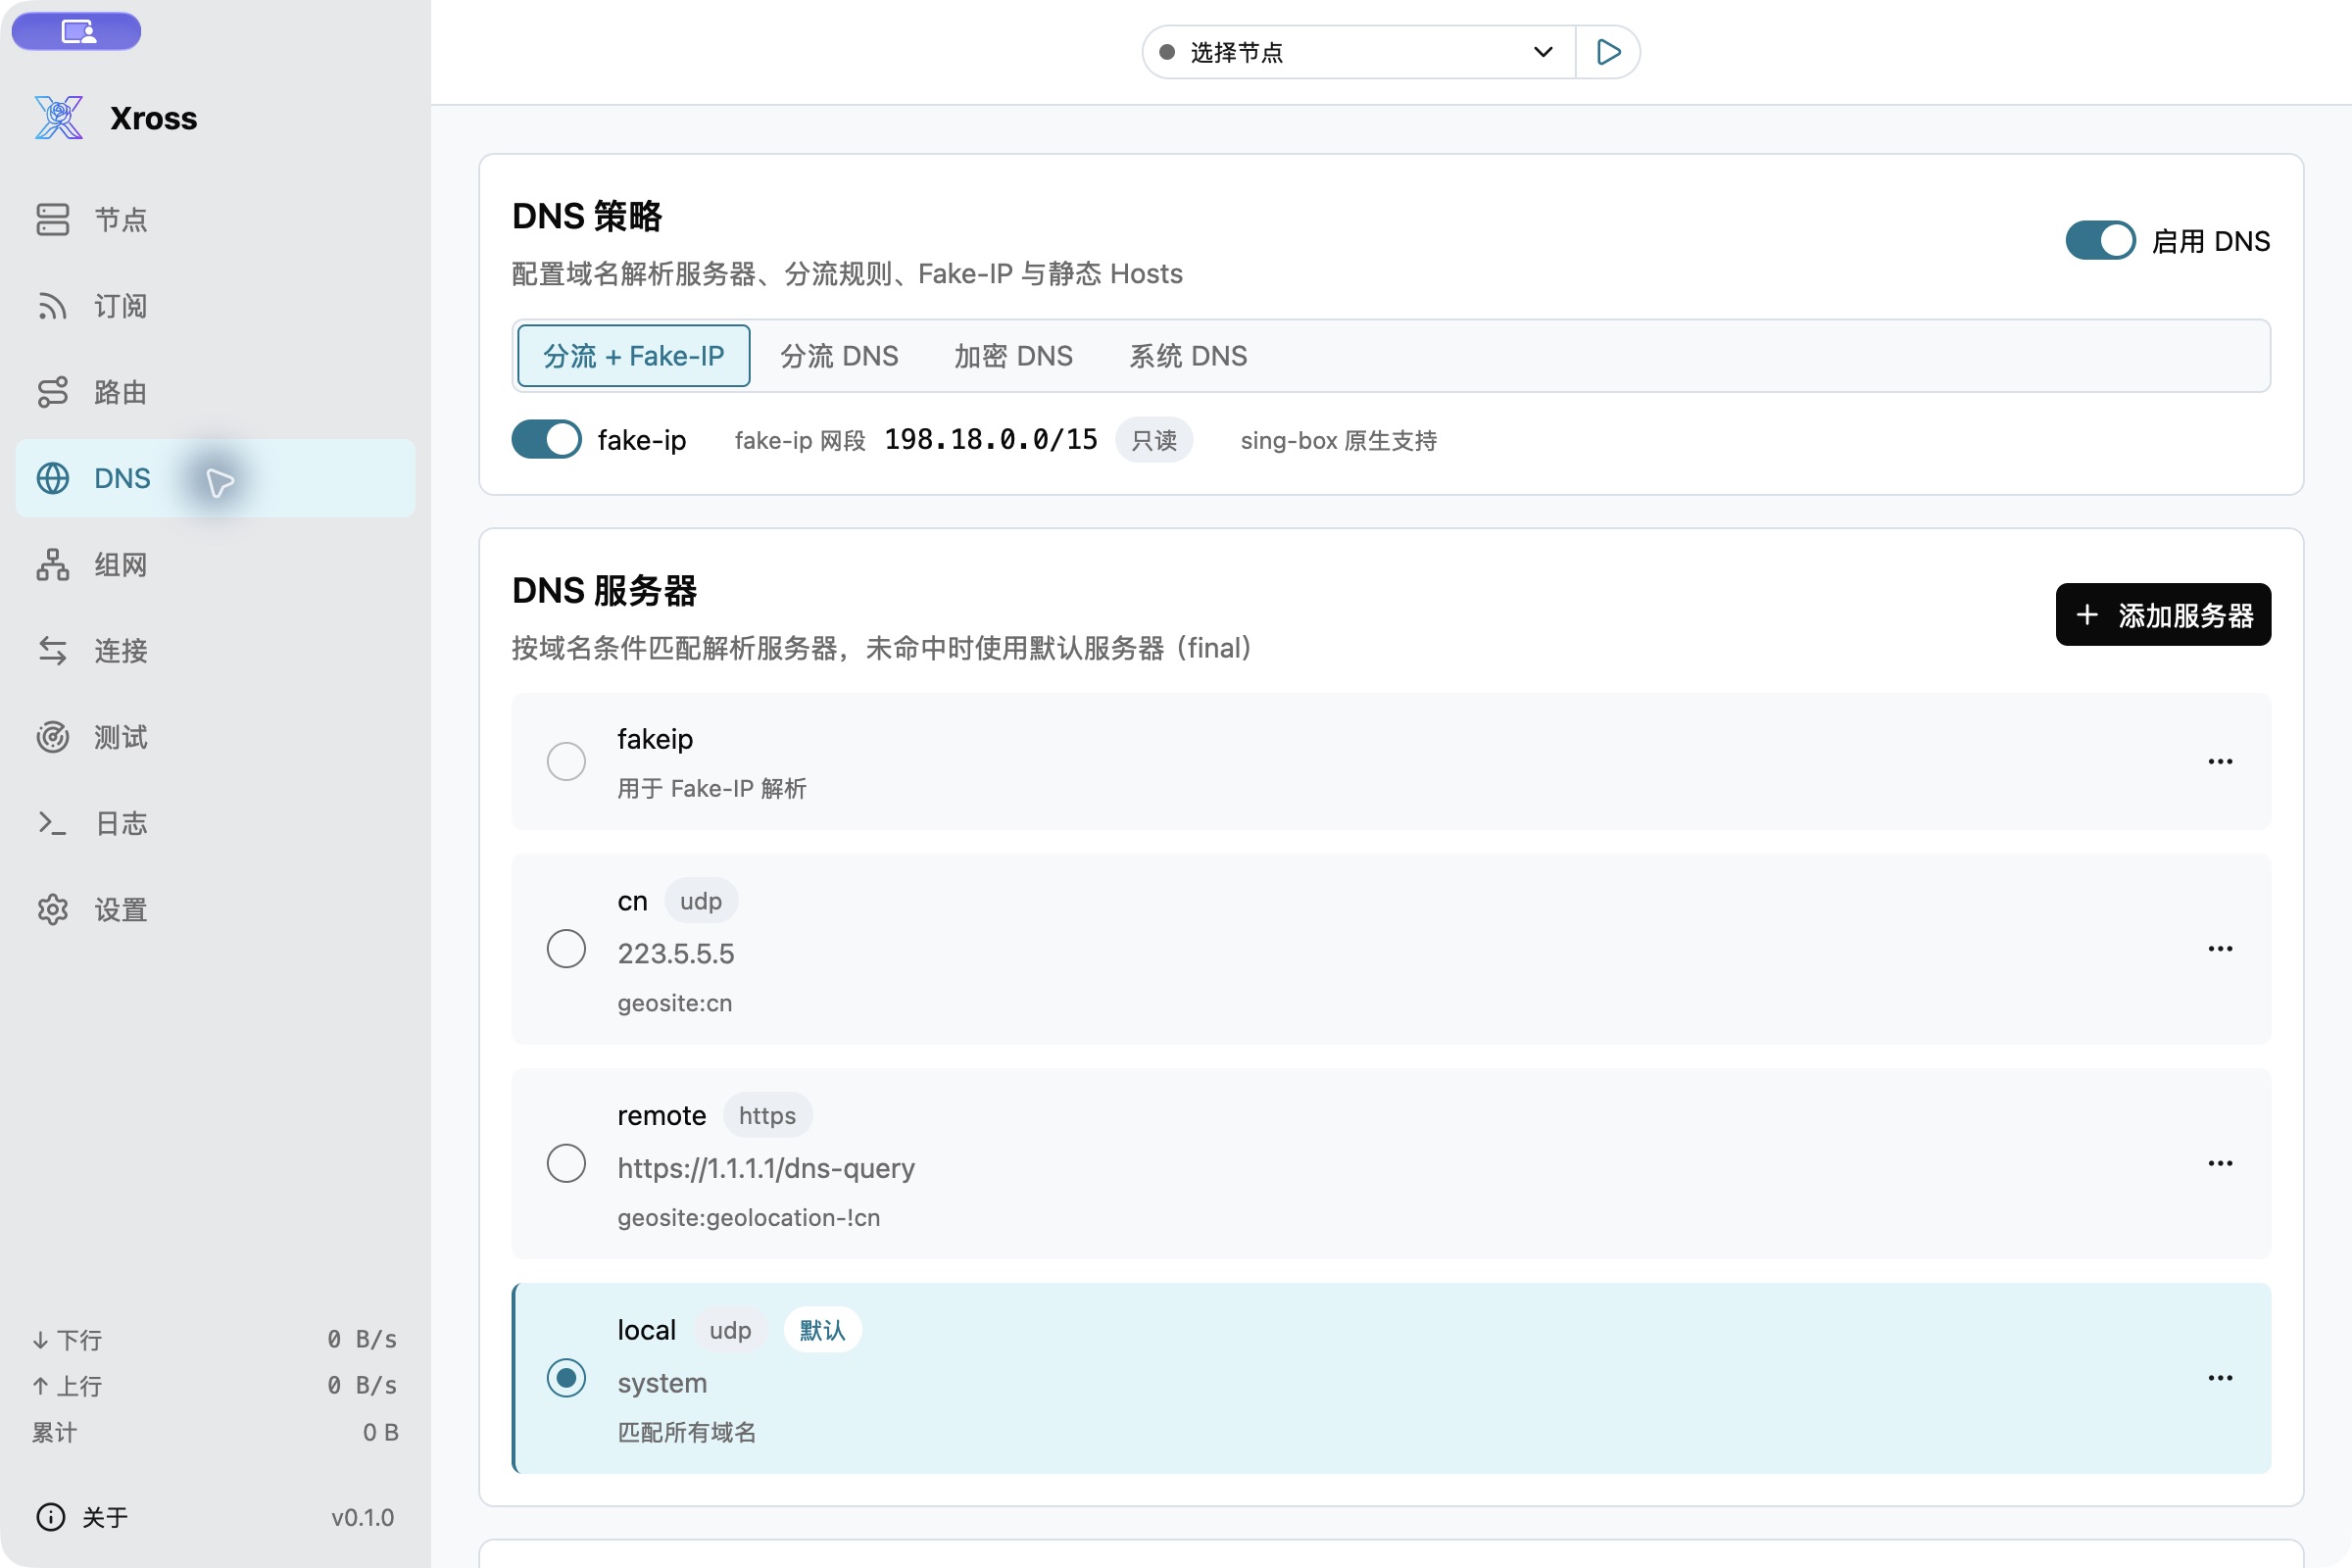 Xross
节点
订阅
路由
DNS
组网
连接
测试
日志
设置
下行 0 B/s
上行 0 B/s
累计 0 B
关于 v0.1.0
选择节点
DNS 策略
启用 DNS
配置域名解析服务器、分流规则、Fake-IP 与静态 Hosts
分流 + Fake-IP 分流 DNS 加密 DNS 系统 DNS
fake-ip fake-ip 网段 198.18.0.0/15 只读 sing-box 原生支持
DNS 服务器
添加服务器
按域名条件匹配解析服务器，未命中时使用默认服务器（final）
fakeip
用于 Fake-IP 解析
cn udp
223.5.5.5
geosite:cn
remote https
https://1.1.1.1/dns-query
geosite:geolocation-!cn
local udp 默认
system
匹配所有域名